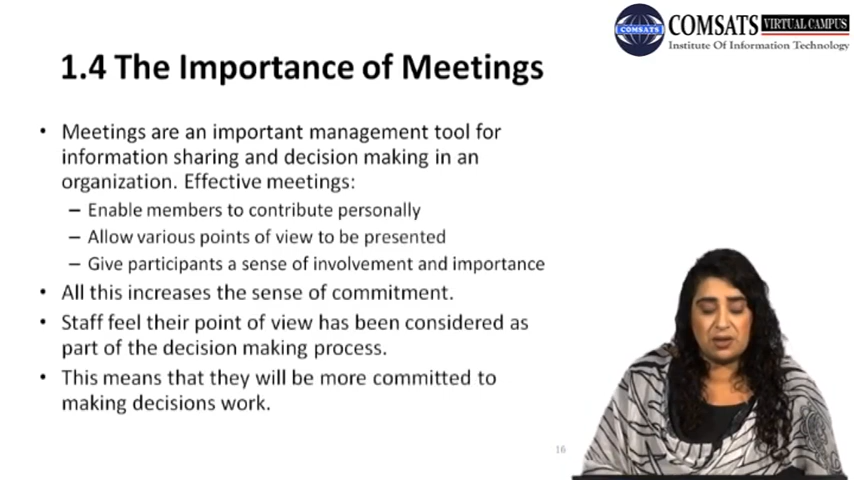 COMSATS
COMSATS VIRTUAL CAMPUS
Institute Of Information Technology
1.4 The Importance of Meetings
• Meetings are an important management tool for
information sharing and decision making in an
organization. Effective meetings:
– Enable members to contribute personally
– Allow various points of view to be presented
– Give participants a sense of involvement and importance
• All this increases the sense of commitment.
• Staff feel their point of view has been considered as
part of the decision making process.
• This means that they will be more committed to
making decisions work.
16